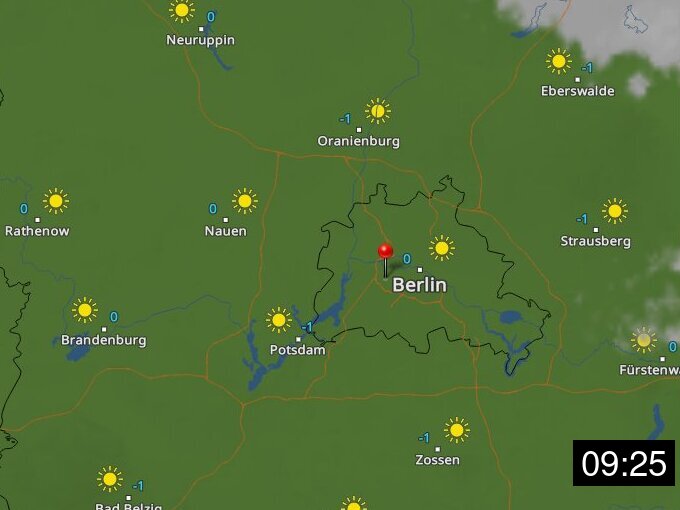 0
Neuruppin
-1
Eberswalde
-1
Oranienburg
0
Rathenow
0
Nauen
-1
Strausberg
0
Berlin
0
Brandenburg
-1
Potsdam
0
Fürstenwa
-1
Zossen
09:25
-1
Bad Belzig